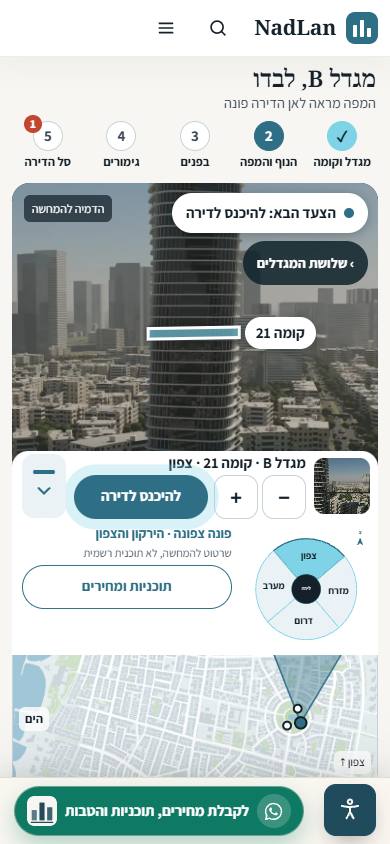 NadLan
מגדל B, לבדו
המפה מראה לאן הדירה פונה
✓ 2 3 4 5 1
מגדל וקומה הנוף והמפה בפנים גימורים סל הדירה
הצעד הבא: להיכנס לדירה
הדמיה להמחשה
‹ שלושת המגדלים
קומה 21
מגדל B · קומה 21 · צפון
− + להיכנס לדירה
פונה צפונה · הירקון והצפון
שרטוט להמחשה, לא תוכנית רשמית
תוכניות ומחירים
צפון
מזרח
מערב
דרום
הים
צפון ↑
לקבלת מחירים, תוכניות והטבות